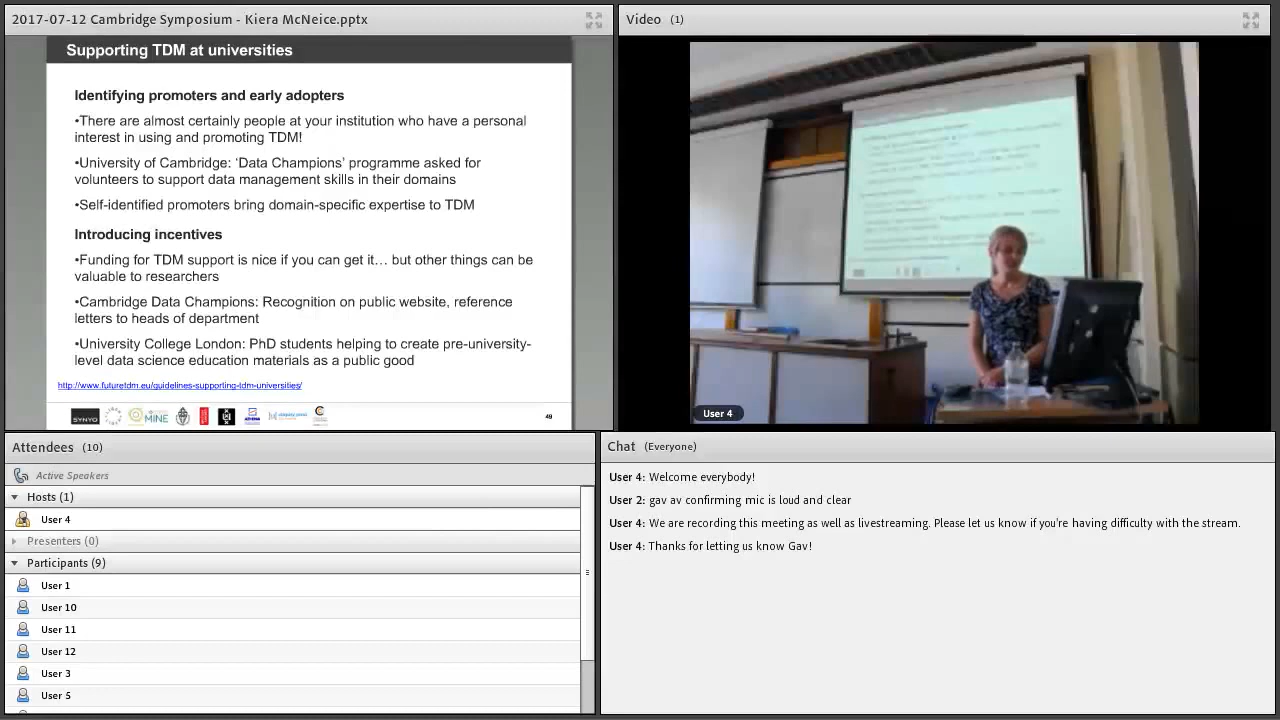 2017-07-12 Cambridge Symposium - Kiera McNeice.pptx
Supporting TDM at universities
Identifying promoters and early adopters
•There are almost certainly people at your institution who have a personal
interest in using and promoting TDM!
•University of Cambridge: ‘Data Champions’ programme asked for
volunteers to support data management skills in their domains
•Self-identified promoters bring domain-specific expertise to TDM
Introducing incentives
•Funding for TDM support is nice if you can get it… but other things can be
valuable to researchers
•Cambridge Data Champions: Recognition on public website, reference
letters to heads of department
•University College London: PhD students helping to create pre-university-
level data science education materials as a public good
http://www.futuretdm.eu/guidelines-supporting-tdm-universities/
SYNYO
MINE
49
Video (1)
User 4
Attendees (10)
Active Speakers
Hosts (1)
User 4
Presenters (0)
Participants (9)
User 1
User 10
User 11
User 12
User 3
User 5
Chat (Everyone)
User 4: Welcome everybody!
User 2: gav av confirming mic is loud and clear
User 4: We are recording this meeting as well as livestreaming. Please let us know if you're having difficulty with the stream.
User 4: Thanks for letting us know Gav!